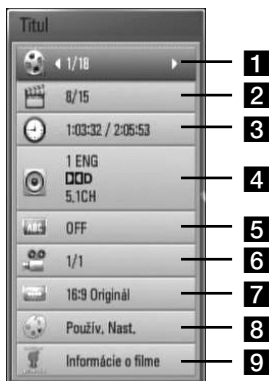 Titul
1/18 1
8/15 2
1:03:32 / 2:05:53 3
1 ENG
D
5.1CH 4
ABC OFF 5
1/1 6
16:9 Originál 7
Použív. Nast. 8
Informácie o filme 9